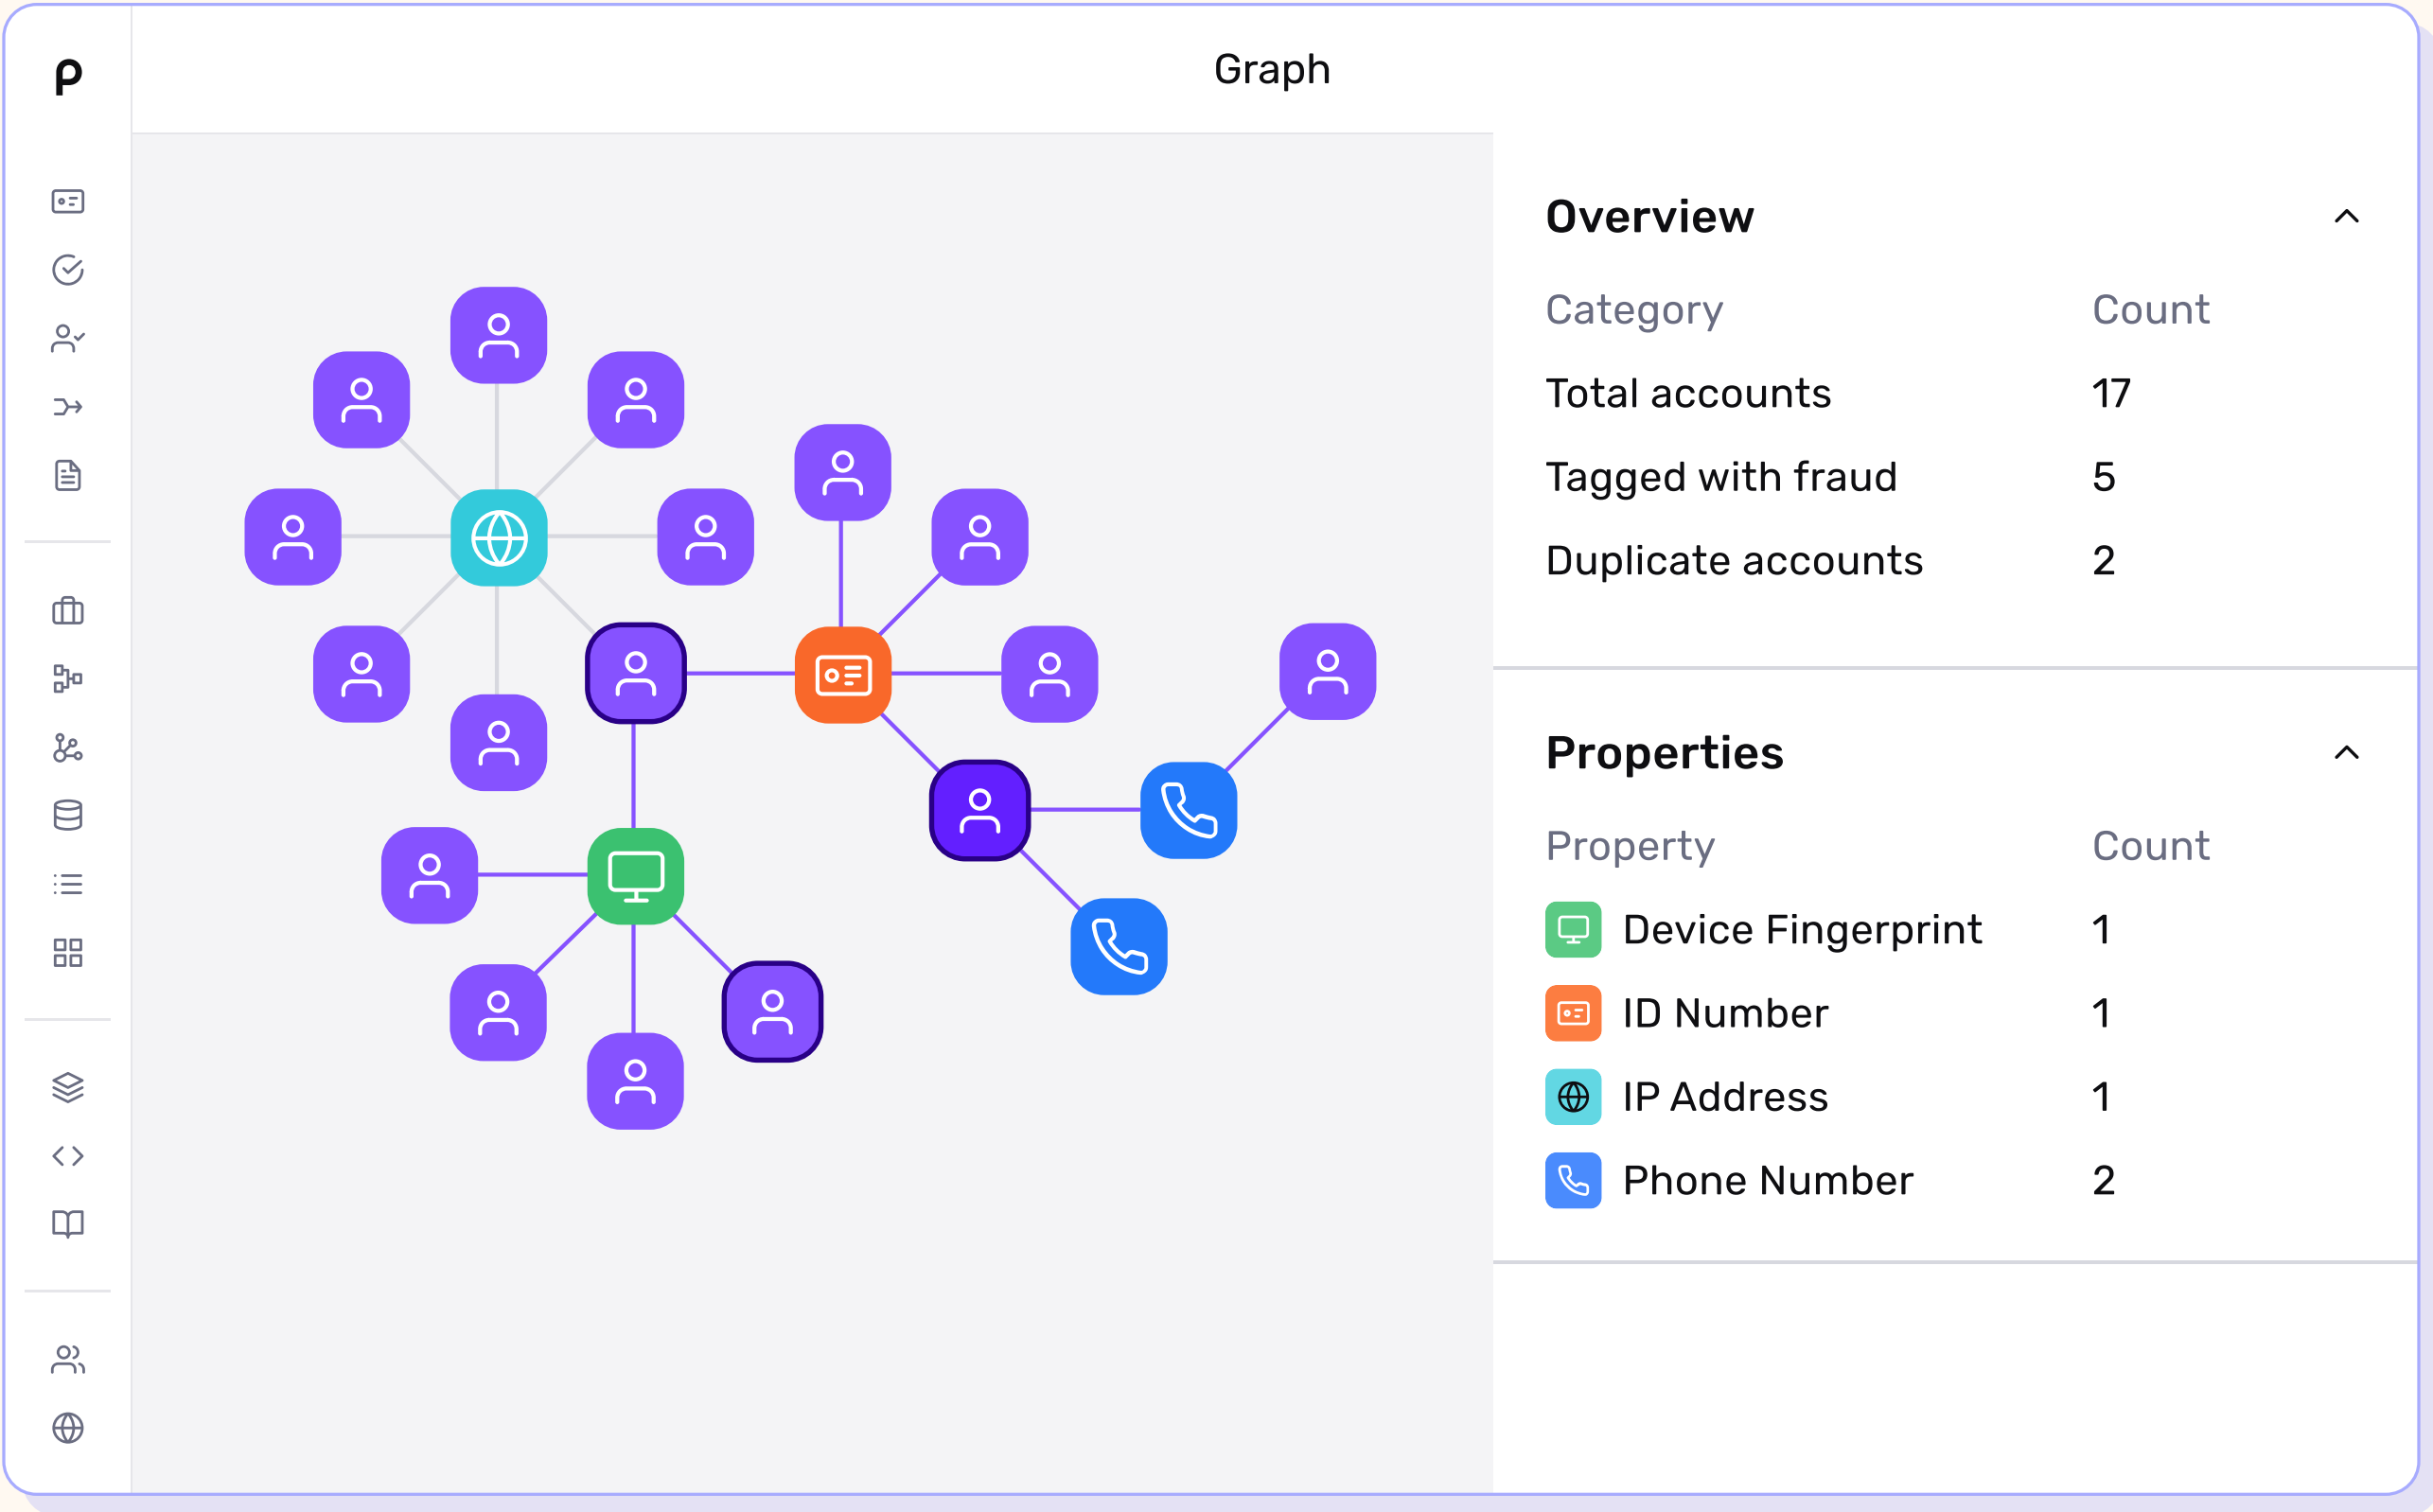 Graph
Overview
Category Count
Total accounts 17
Tagged with fraud 5
Duplicate accounts 2
Properties
Property Count
Device Fingerprint 1
ID Number 1
IP Address 1
Phone Number 2